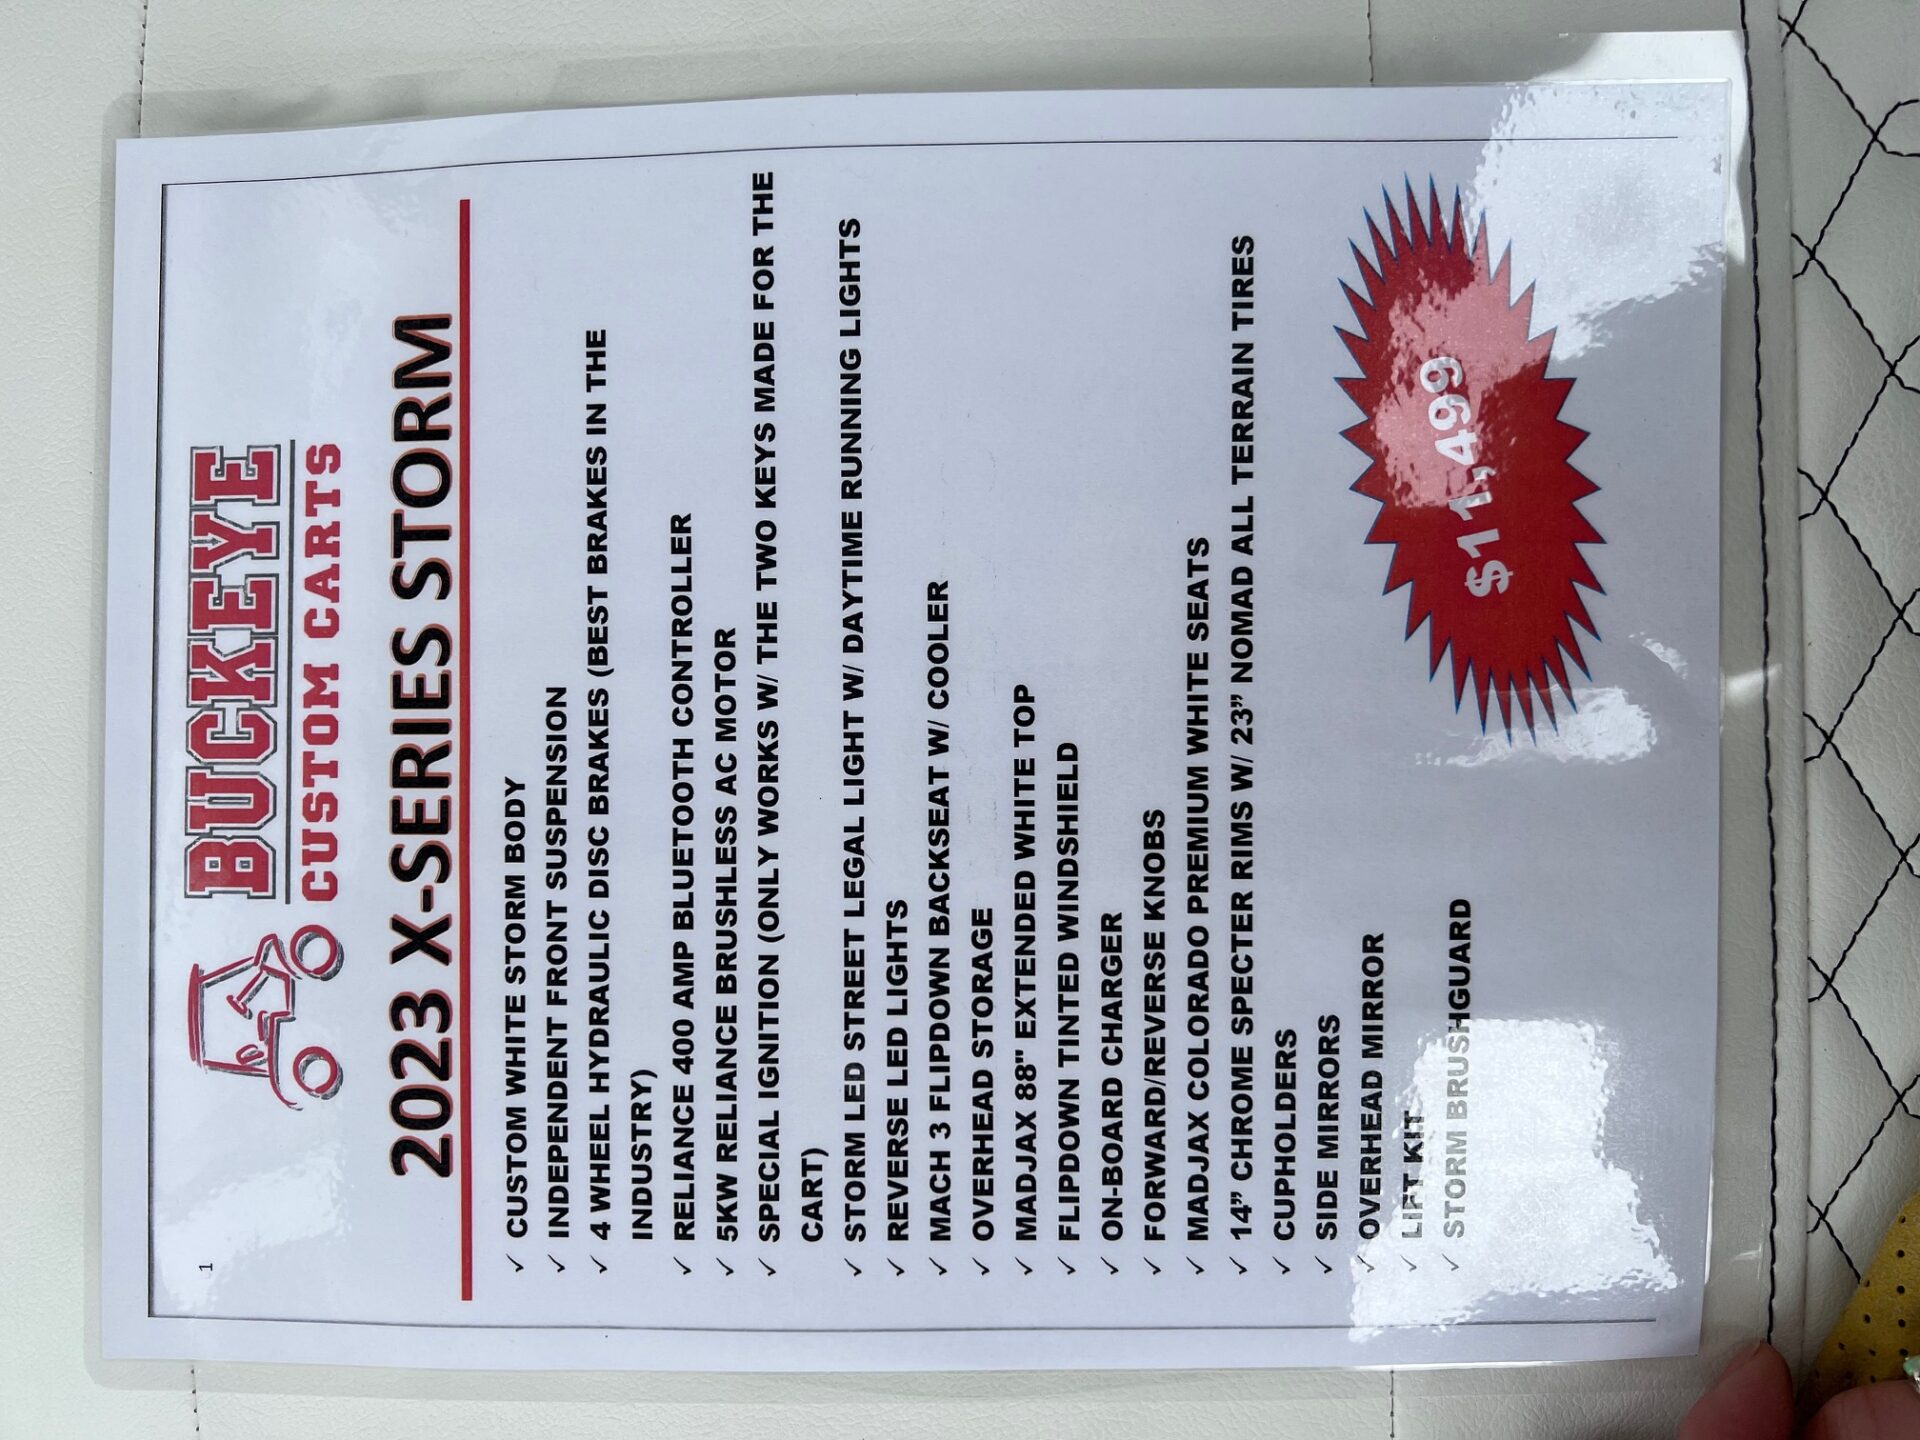 1
BUCKEYE
CUSTOM CARTS
2023 X-SERIES STORM
✓ CUSTOM WHITE STORM BODY
✓ INDEPENDENT FRONT SUSPENSION
✓ 4 WHEEL HYDRAULIC DISC BRAKES (BEST BRAKES IN THE
INDUSTRY)
✓ RELIANCE 400 AMP BLUETOOTH CONTROLLER
✓ 5KW RELIANCE BRUSHLESS AC MOTOR
✓ SPECIAL IGNITION (ONLY WORKS W/ THE TWO KEYS MADE FOR THE
CART)
✓ STORM LED STREET LEGAL LIGHT W/ DAYTIME RUNNING LIGHTS
✓ REVERSE LED LIGHTS
✓ MACH 3 FLIPDOWN BACKSEAT W/ COOLER
✓ OVERHEAD STORAGE
✓ MADJAX 88" EXTENDED WHITE TOP
✓ FLIPDOWN TINTED WINDSHIELD
✓ ON-BOARD CHARGER
✓ FORWARD/REVERSE KNOBS
✓ MADJAX COLORADO PREMIUM WHITE SEATS
✓ 14” CHROME SPECTER RIMS W/ 23” NOMAD ALL TERRAIN TIRES
✓ CUPHOLDERS
✓ SIDE MIRRORS
✓ OVERHEAD MIRROR
✓ LIFT KIT
✓ STORM BRUSHGUARD
$11,499